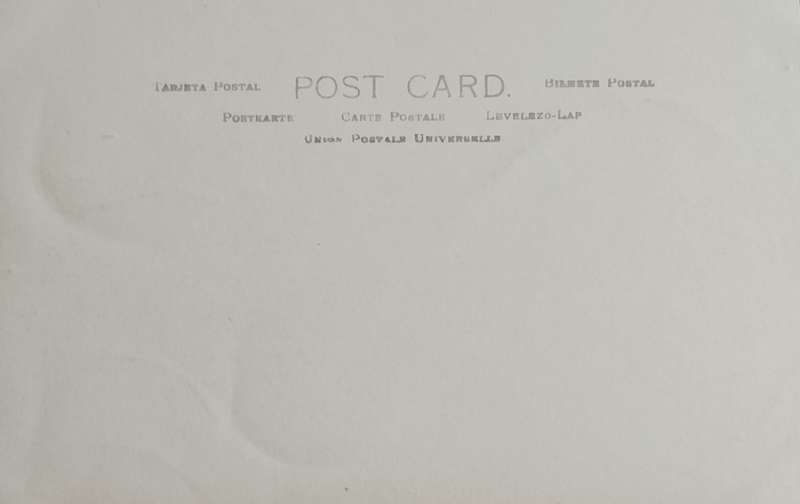 TARJETA POSTAL POST CARD. BILHETE POSTAL
POSTKARTE CARTE POSTALE LEVELEZO-LAP
UNION POSTALE UNIVERSELLE